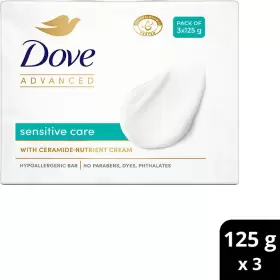 PACK OF
3x125 g
Dove
ADVANCED
sensitive care
WITH CERAMIDE-NUTRIENT CREAM
HYPOALLERGENIC BAR
NO PARABENS, DYES, PHTHALATES
125 g
x 3